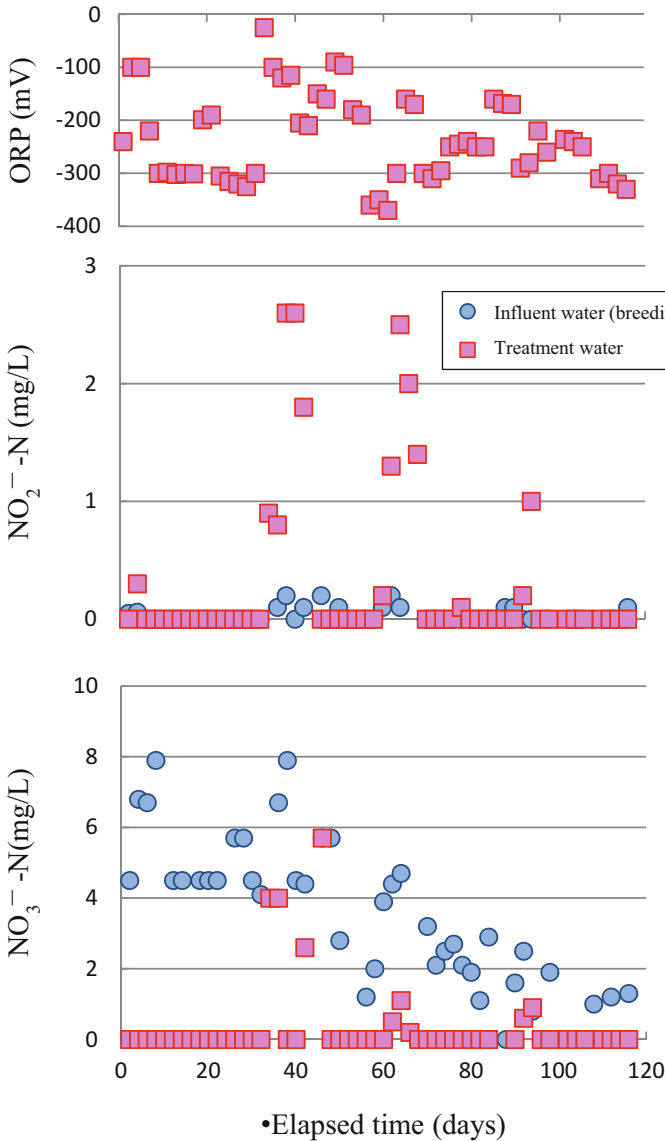 0
-100
-200
-300
-400
ORP (mV)
3
2
1
0
NO₂⁻ -N (mg/L)
Influent water (breedi
Treatment water
10
8
6
4
2
0
NO₃⁻ -N(mg/L)
0 20 40 60 80 100 120
•Elapsed time (days)